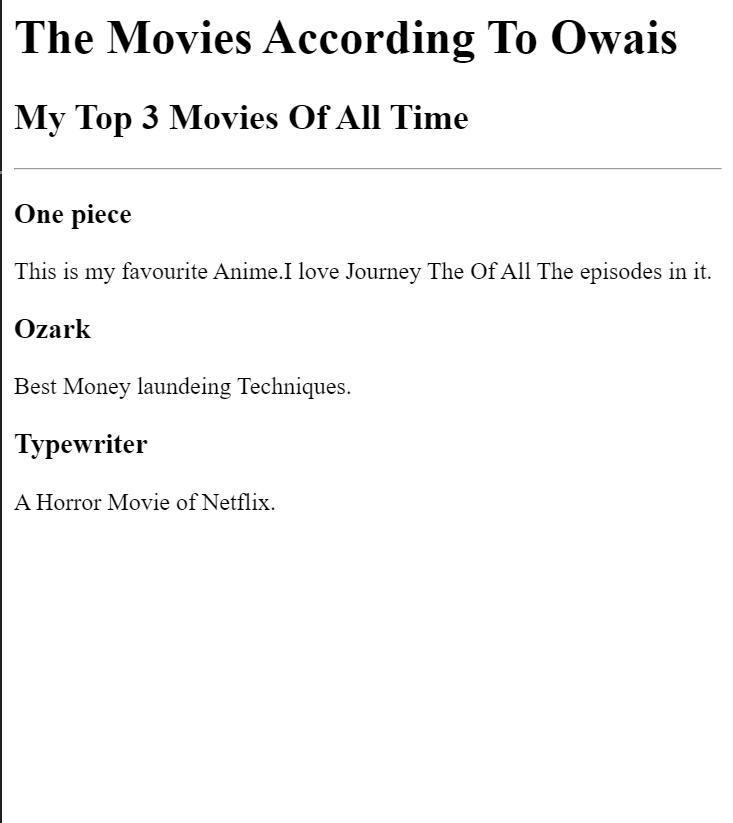 The Movies According To Owais
My Top 3 Movies Of All Time
One piece
This is my favourite Anime.I love Journey The Of All The episodes in it.
Ozark
Best Money laundeing Techniques.
Typewriter
A Horror Movie of Netflix.